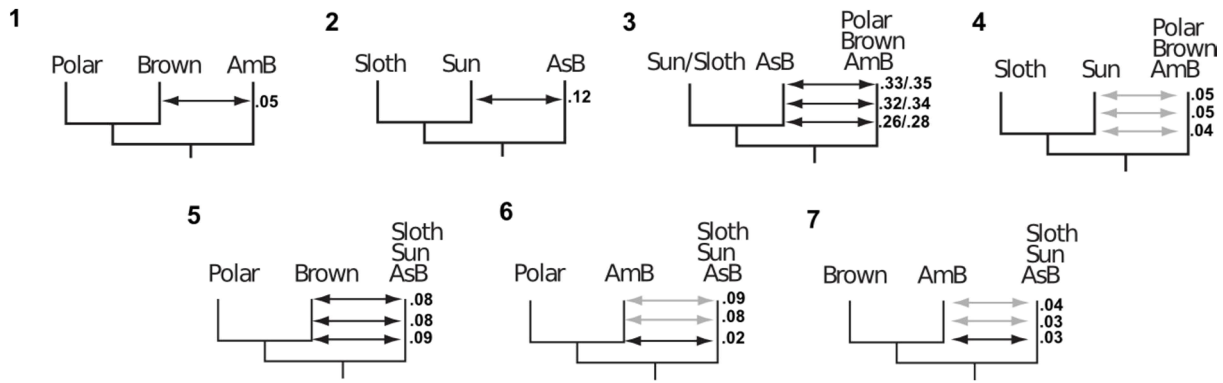 1
Polar Brown AmB
.05
2
Sloth Sun AsB
.12
3
Polar
Brown
Sun/Sloth AsB AmB
.33/.35
.32/.34
.26/.28
4
Polar
Brown
Sloth Sun AmB
.05
.05
.04
5
Sloth
Sun
Polar Brown AsB
.08
.08
.09
6
Sloth
Sun
Polar AmB AsB
.09
.08
.02
7
Sloth
Sun
Brown AmB AsB
.04
.03
.03